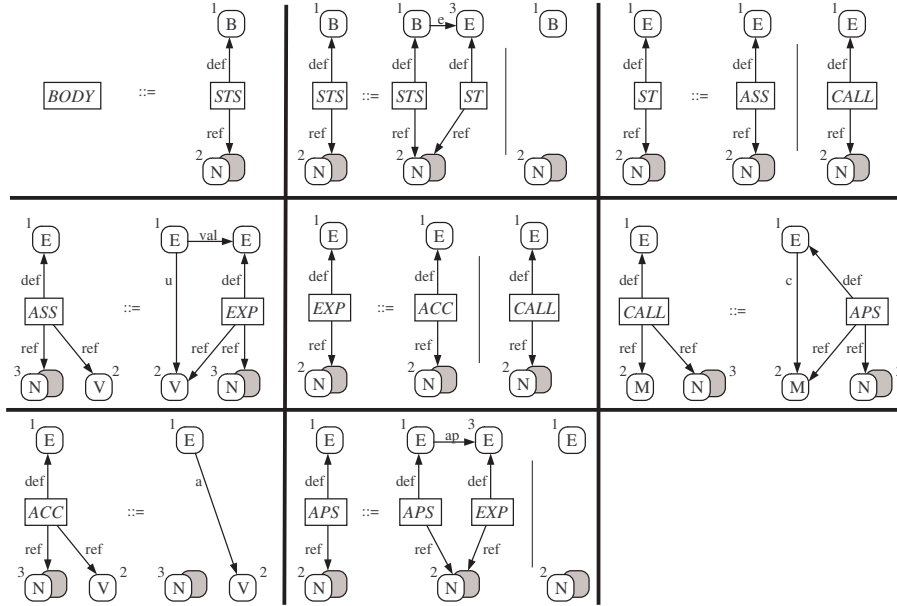 1 B 1 B 1 B e 3 E 1 B 1 E 1 E 1 E
def def def def def def def
BODY ::= STS STS ::= STS ST ST ::= ASS CALL
ref ref ref ref ref ref ref
2 N 2 N 2 N 2 N 2 N 2 N 2 N
1 E 1 E val E 1 E 1 E 1 E 1 E 1 E
def u def def def def def c def
ASS ::= EXP EXP ::= ACC CALL CALL ::= APS
ref ref ref ref ref ref ref ref ref ref ref
3 N V 2 2 V 3 N 2 N 2 N 2 N 2 M N 3 2 M N
1 E 1 E 1 E 1 E ap 3 E 1 E
def a def def def
ACC ::= APS ::= APS EXP
ref ref ref ref ref
3 N V 2 3 N V 2 2 N 2 N 2 N